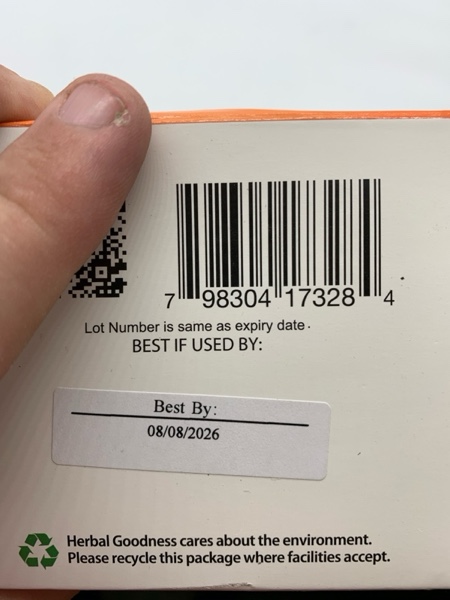 7 98304 17328 4
Lot Number is same as expiry date.
BEST IF USED BY:
Best By:
08/08/2026
Herbal Goodness cares about the environment.
Please recycle this package where facilities accept.